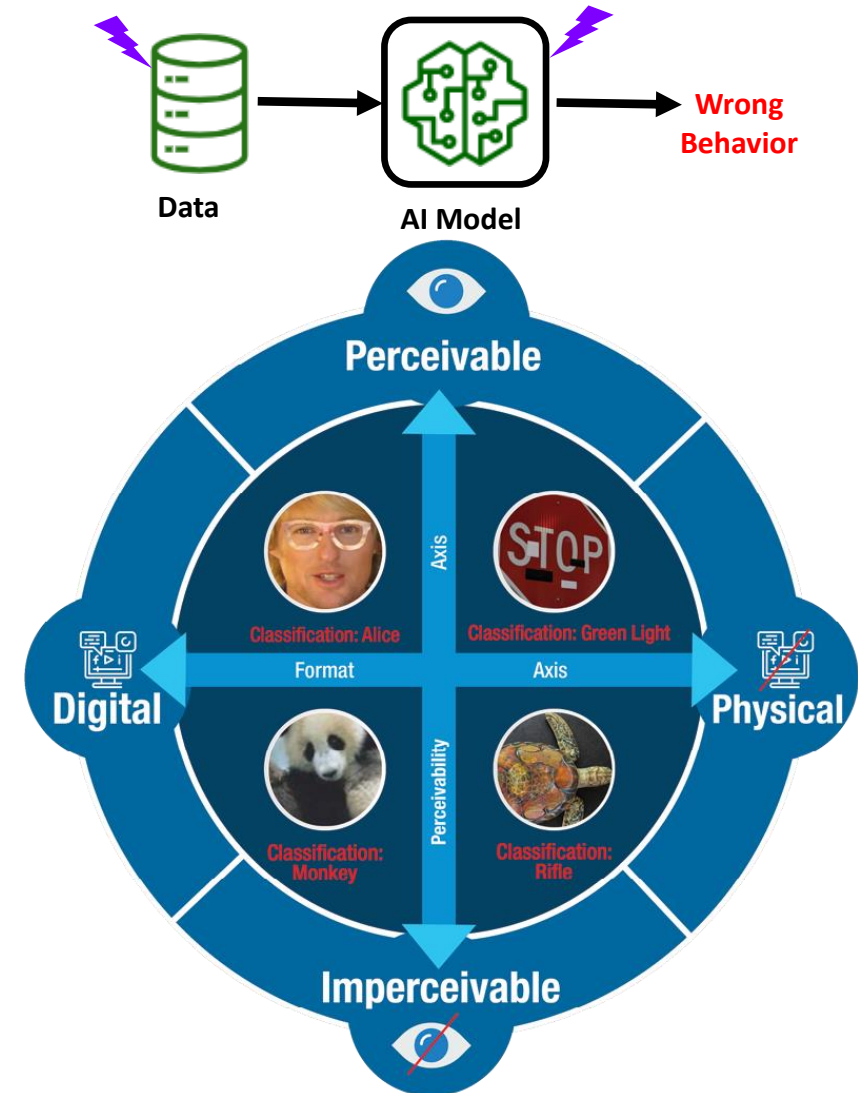 Data
AI Model
Wrong
Behavior
Perceivable
Axis
STOP
Classification: Alice
Classification: Green Light
Format
Axis
Digital
Physical
Perceivability
Classification:
Monkey
Classification:
Rifle
Imperceivable